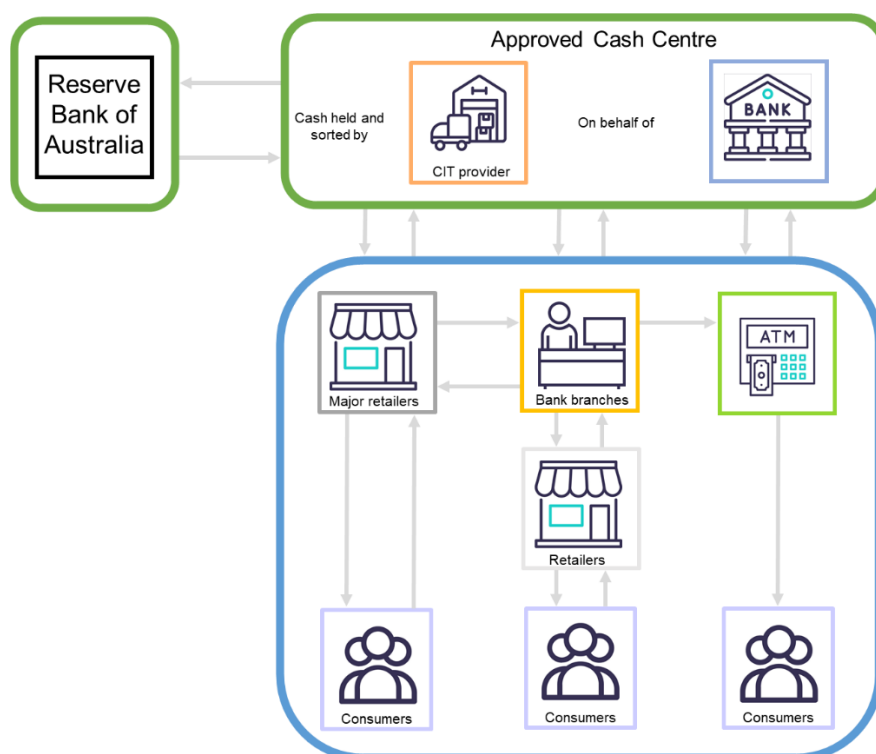 Approved Cash Centre
Reserve
Bank of
Australia
Cash held and
sorted by
CIT provider
On behalf of
BANK
Major retailers
Bank branches
ATM
Retailers
Consumers
Consumers
Consumers